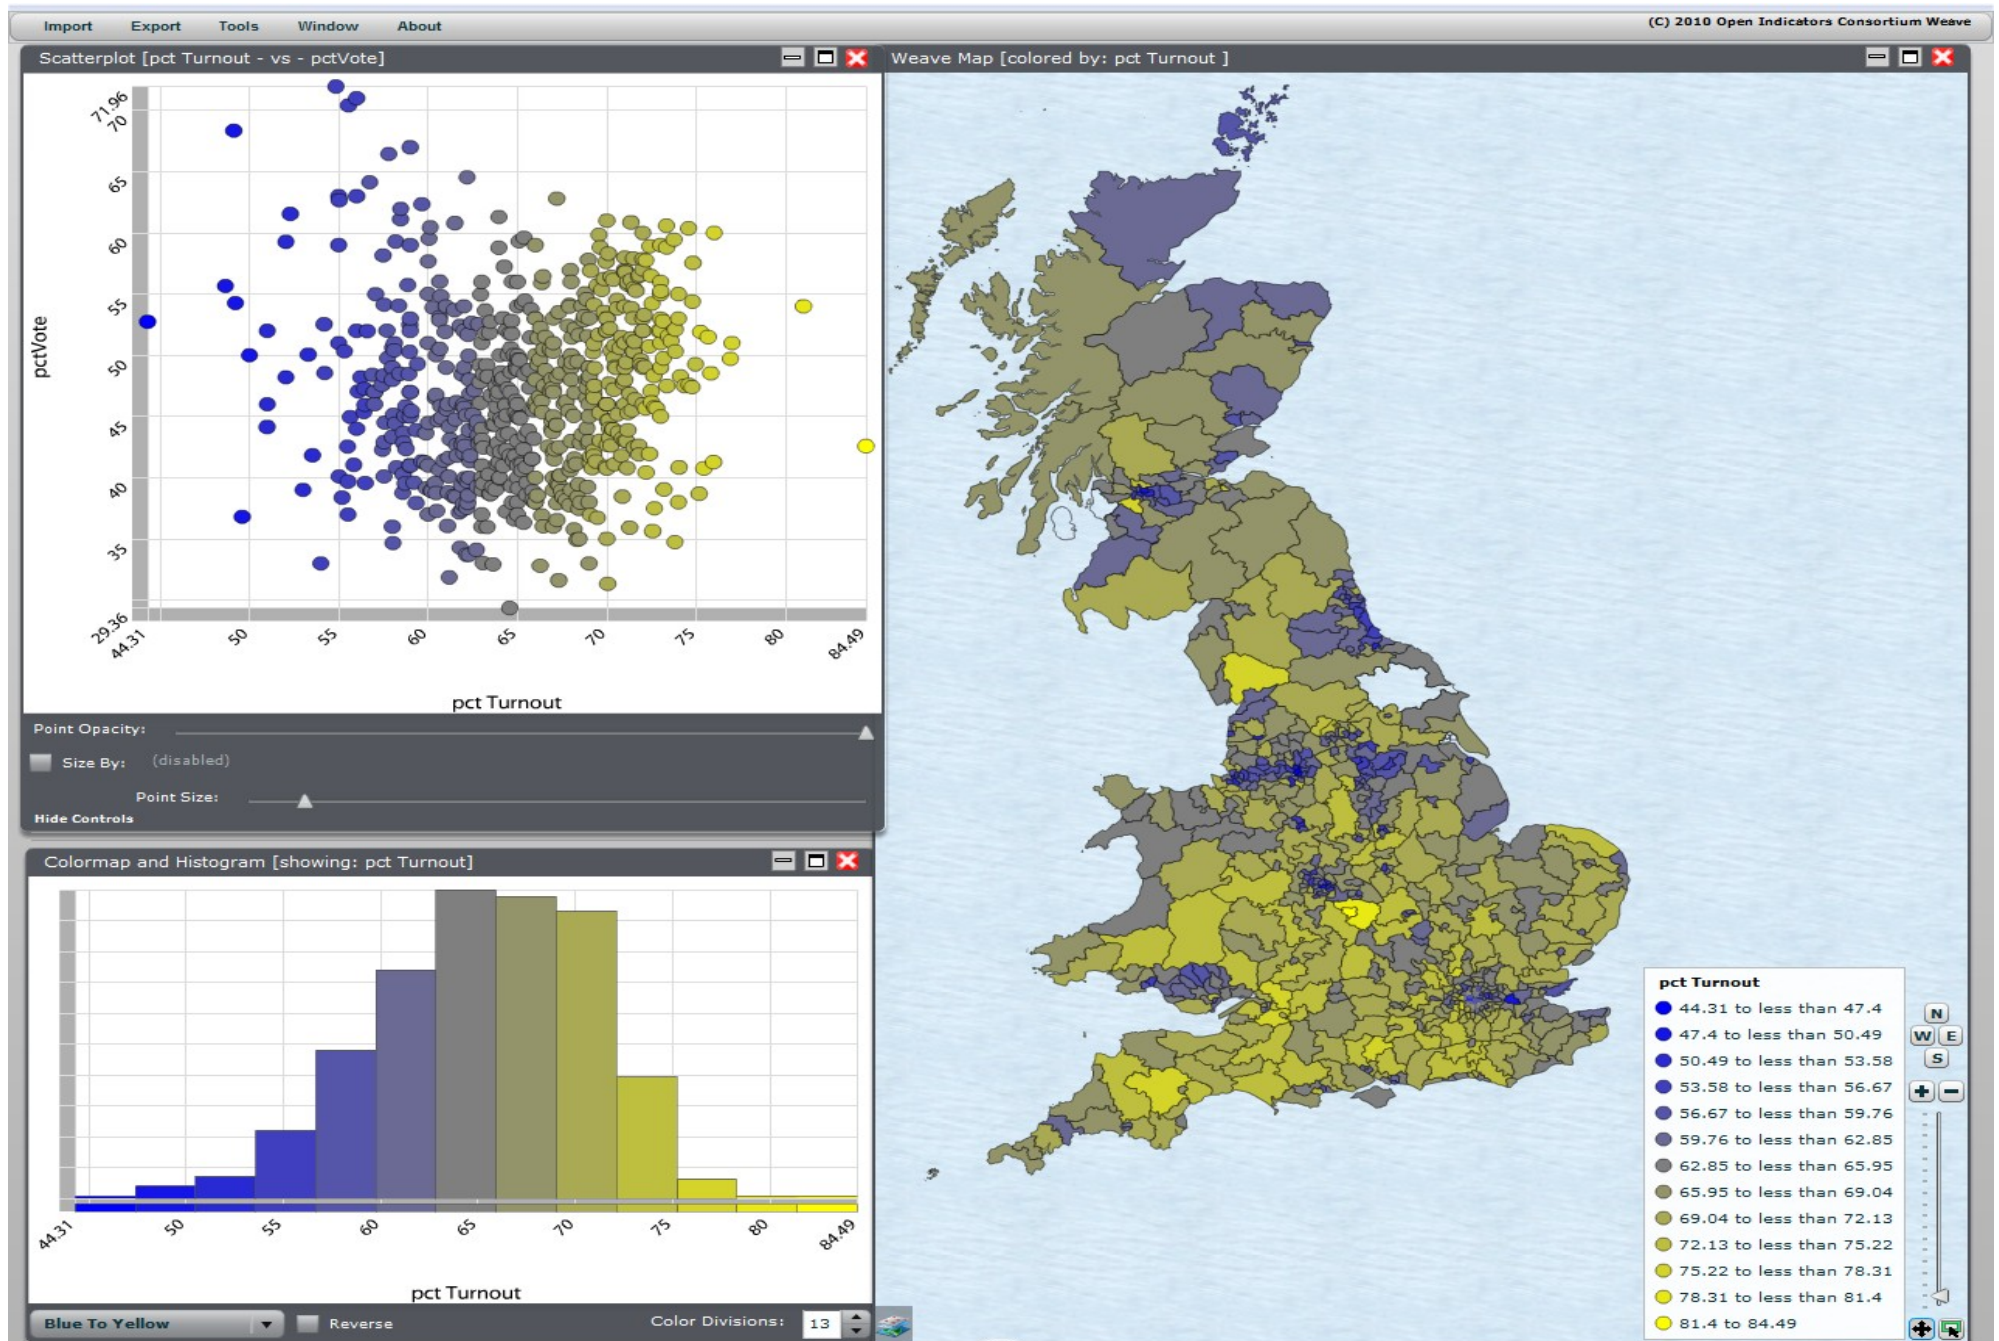 Import Export Tools Window About
(C) 2010 Open Indicators Consortium Weave
Scatterplot [pct Turnout - vs - pctVote]
71.96
70
65
60
55
50
45
40
35
29.36
pctVote
44.31 50 55 60 65 70 75 80 84.49
pct Turnout
Point Opacity:
Size By: (disabled)
Point Size:
Hide Controls
Colormap and Histogram [showing: pct Turnout]
44.31 50 55 60 65 70 75 80 84.49
pct Turnout
Blue To Yellow Reverse Color Divisions: 13
Weave Map [colored by: pct Turnout ]
pct Turnout
44.31 to less than 47.4
47.4 to less than 50.49
50.49 to less than 53.58
53.58 to less than 56.67
56.67 to less than 59.76
59.76 to less than 62.85
62.85 to less than 65.95
65.95 to less than 69.04
69.04 to less than 72.13
72.13 to less than 75.22
75.22 to less than 78.31
78.31 to less than 81.4
81.4 to 84.49
N
W E
S